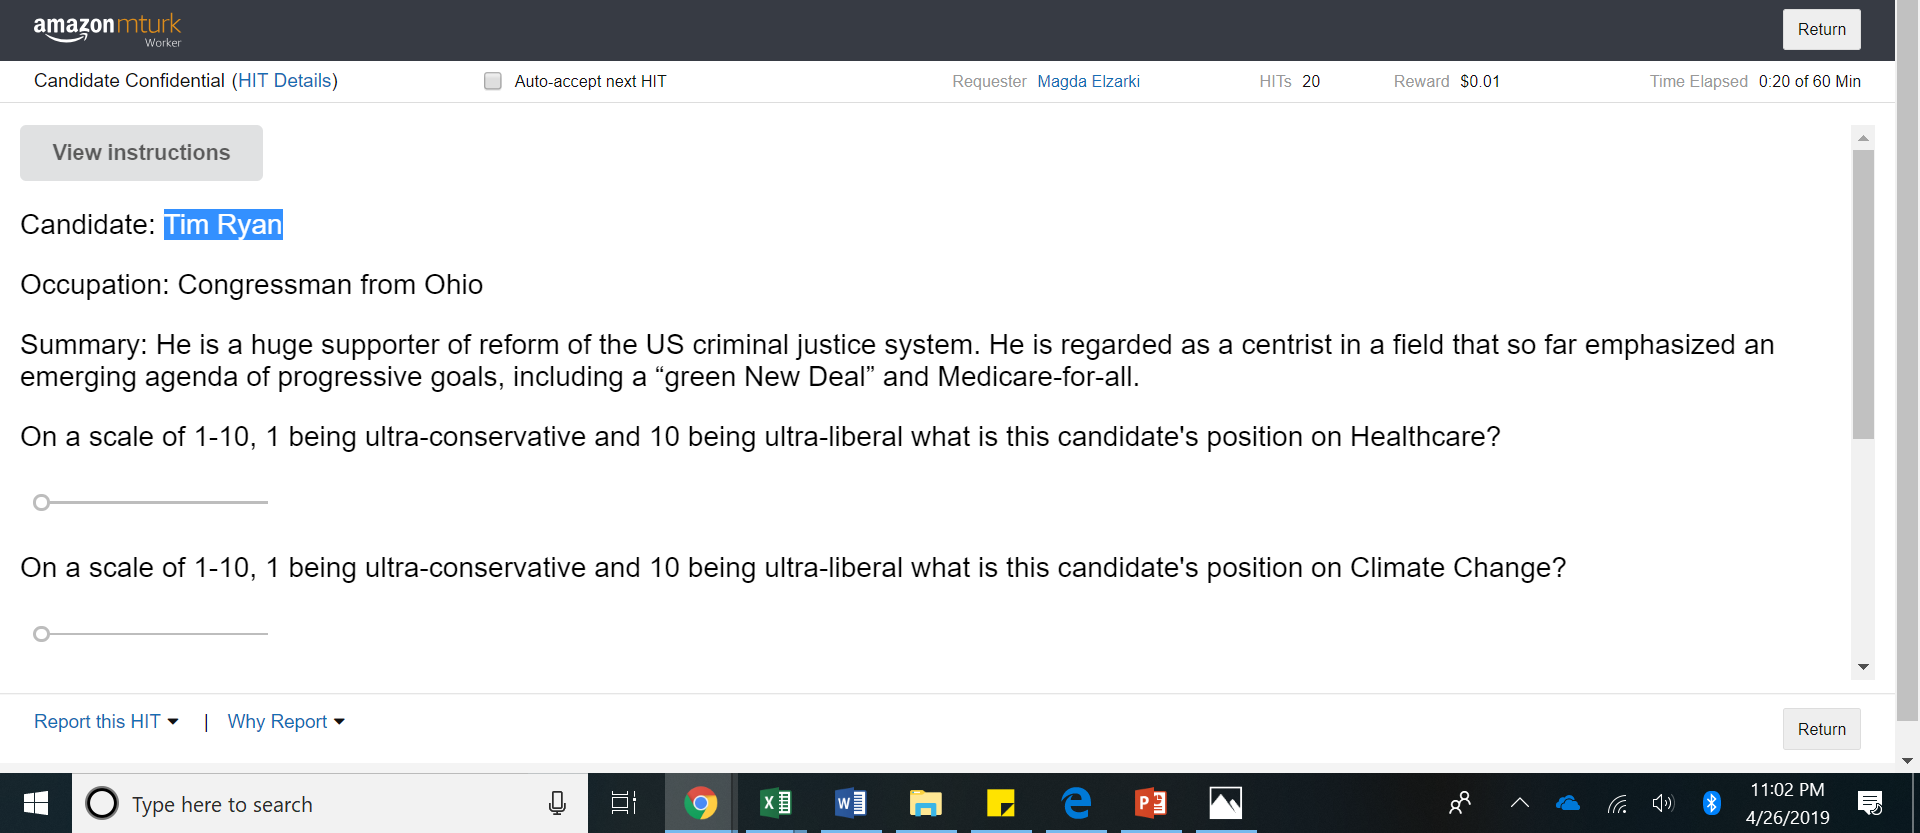 amazonmturk
Worker
Return
Candidate Confidential (HIT Details)
Auto-accept next HIT
Requester Magda Elzarki
HITs 20
Reward $0.01
Time Elapsed 0:20 of 60 Min
View instructions
Candidate: Tim Ryan
Occupation: Congressman from Ohio
Summary: He is a huge supporter of reform of the US criminal justice system. He is regarded as a centrist in a field that so far emphasized an
emerging agenda of progressive goals, including a “green New Deal” and Medicare-for-all.
On a scale of 1-10, 1 being ultra-conservative and 10 being ultra-liberal what is this candidate's position on Healthcare?
On a scale of 1-10, 1 being ultra-conservative and 10 being ultra-liberal what is this candidate's position on Climate Change?
Report this HIT | Why Report
Return
Type here to search
11:02 PM
4/26/2019